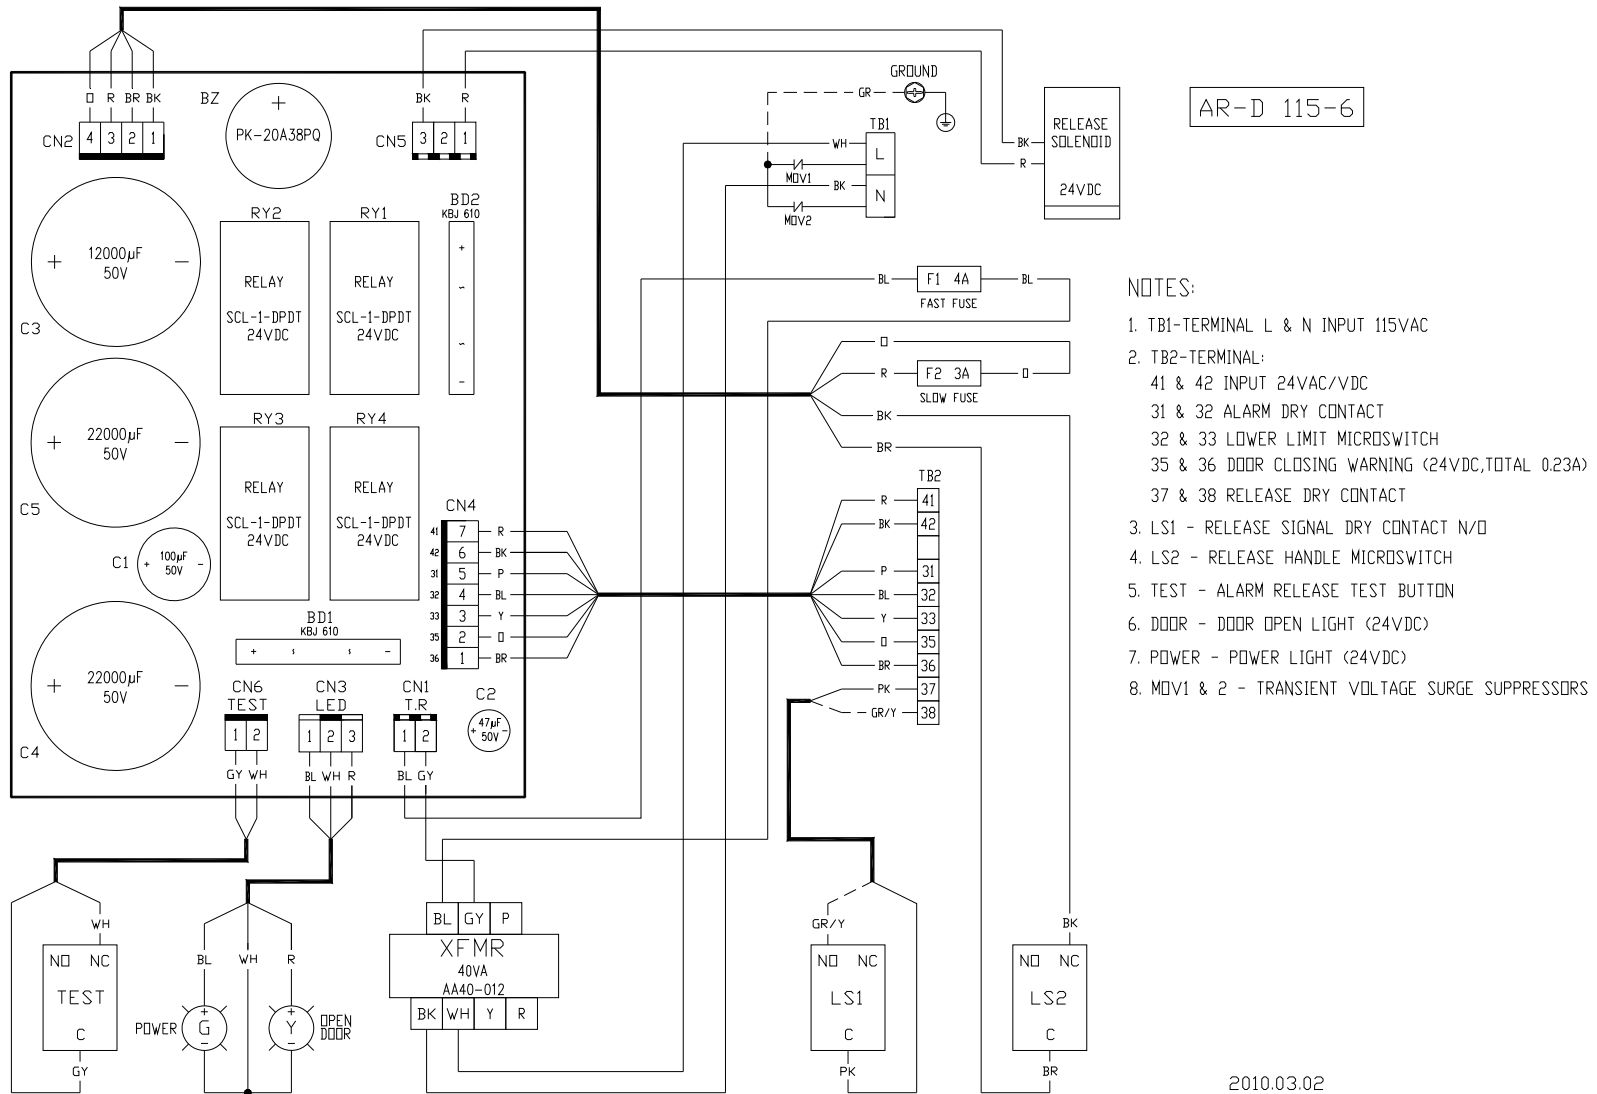 AR-D 115-6
GROUND
GR
O R BR BK
CN2
4 3 2 1
BZ
PK-20A38PQ
BK R
CN5
3 2 1
TB1
WH
L
MOV1
BK
N
MOV2
BK
R
RELEASE
SOLENOID
24VDC
12000µF
50V
C3
RY2
RELAY
SCL-1-DPDT
24VDC
RY1
RELAY
SCL-1-DPDT
24VDC
BD2
KBJ 610
BL
F1 4A
BL
FAST FUSE
O
R
F2 3A
O
SLOW FUSE
BK
BR
22000µF
50V
C5
RY3
RELAY
SCL-1-DPDT
24VDC
RY4
RELAY
SCL-1-DPDT
24VDC
C1
100µF
50V
CN4
41 7 R
42 6 BK
31 5 P
32 4 BL
33 3 Y
35 2 O
36 1 BR
TB2
R 41
BK 42
P 31
BL 32
Y 33
O 35
BR 36
PK 37
GR/Y 38
BD1
KBJ 610
22000µF
50V
C4
CN6
TEST
1 2
GY WH
CN3
LED
1 2 3
BL WH R
CN1
T.R
1 2
BL GY
C2
47µF
50V
NOTES:
1. TB1-TERMINAL L & N INPUT 115VAC
2. TB2-TERMINAL:
41 & 42 INPUT 24VAC/VDC
31 & 32 ALARM DRY CONTACT
32 & 33 LOWER LIMIT MICROSWITCH
35 & 36 DOOR CLOSING WARNING (24VDC,TOTAL 0.23A)
37 & 38 RELEASE DRY CONTACT
3. LS1 - RELEASE SIGNAL DRY CONTACT N/O
4. LS2 - RELEASE HANDLE MICROSWITCH
5. TEST - ALARM RELEASE TEST BUTTON
6. DOOR - DOOR OPEN LIGHT (24VDC)
7. POWER - POWER LIGHT (24VDC)
8. MOV1 & 2 - TRANSIENT VOLTAGE SURGE SUPPRESSORS
WH
NO NC
TEST
C
GY
BL WH R
POWER
G
Y
OPEN
DOOR
BL GY P
XFMR
40VA
AA40-012
BK WH Y R
GR/Y
NO NC
LS1
C
PK
BK
NO NC
LS2
C
BR
2010.03.02